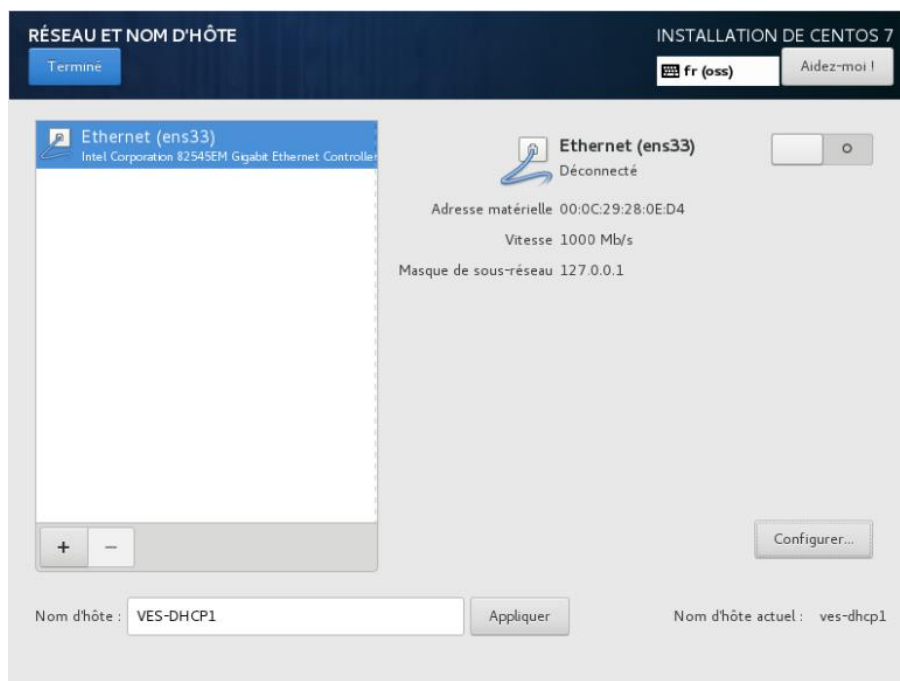 RÉSEAU ET NOM D'HÔTE
INSTALLATION DE CENTOS 7
Terminé
fr (oss)
Aidez-moi !
Ethernet (ens33)
Intel Corporation 82545EM Gigabit Ethernet Controller
Ethernet (ens33)
Déconnecté
Adresse matérielle 00:0C:29:28:0E:D4
Vitesse 1000 Mb/s
Masque de sous-réseau 127.0.0.1
+ −
Configurer...
Nom d'hôte : VES-DHCP1
Appliquer
Nom d'hôte actuel : ves-dhcp1